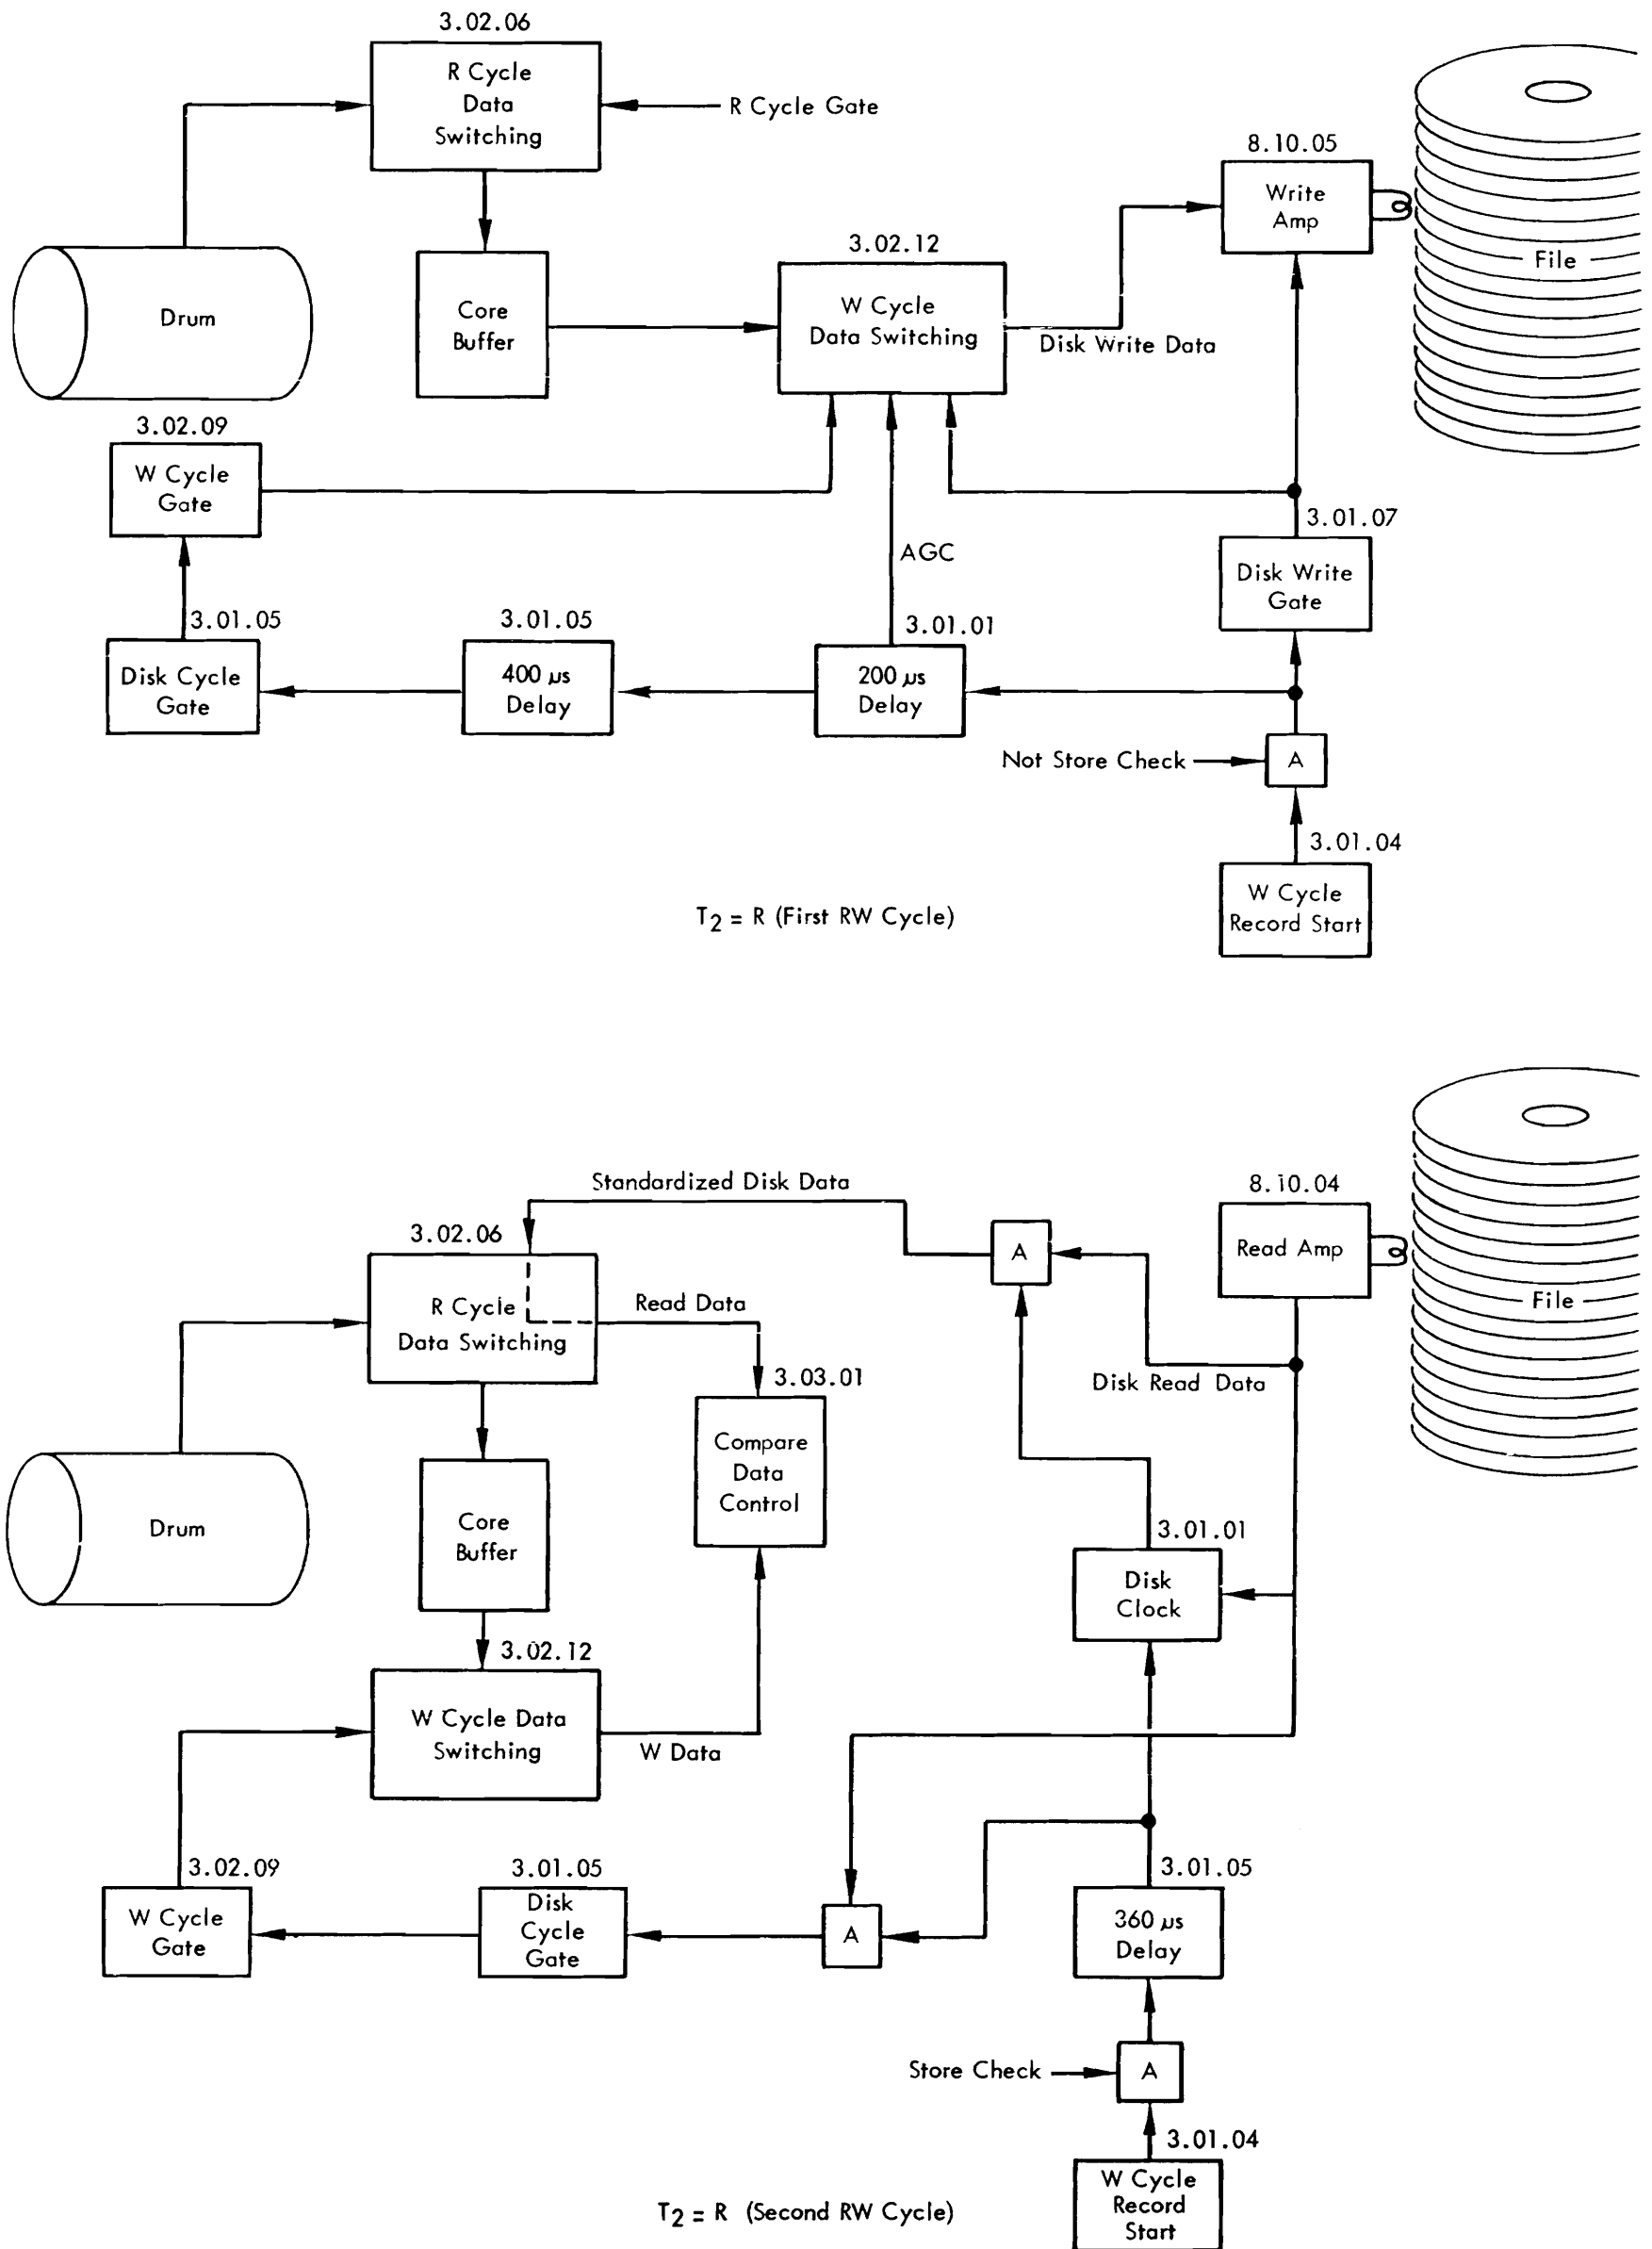 3.02.06
R Cycle
Data
Switching
R Cycle Gate
8.10.05
Write
Amp
File
3.02.12
W Cycle
Data Switching
Disk Write Data
Core
Buffer
Drum
3.02.09
W Cycle
Gate
AGC
3.01.07
Disk Write
Gate
3.01.05
Disk Cycle
Gate
3.01.05
400 µs
Delay
3.01.01
200 µs
Delay
Not Store Check
A
3.01.04
W Cycle
Record Start
T2 = R (First RW Cycle)
Standardized Disk Data
8.10.04
Read Amp
File
A
3.02.06
R Cycle
Data Switching
Read Data
Disk Read Data
3.03.01
Compare
Data
Control
Drum
Core
Buffer
3.01.01
Disk
Clock
3.02.12
W Cycle Data
Switching
W Data
3.02.09
W Cycle
Gate
3.01.05
Disk
Cycle
Gate
A
3.01.05
360 µs
Delay
Store Check
A
3.01.04
W Cycle
Record
Start
T2 = R (Second RW Cycle)